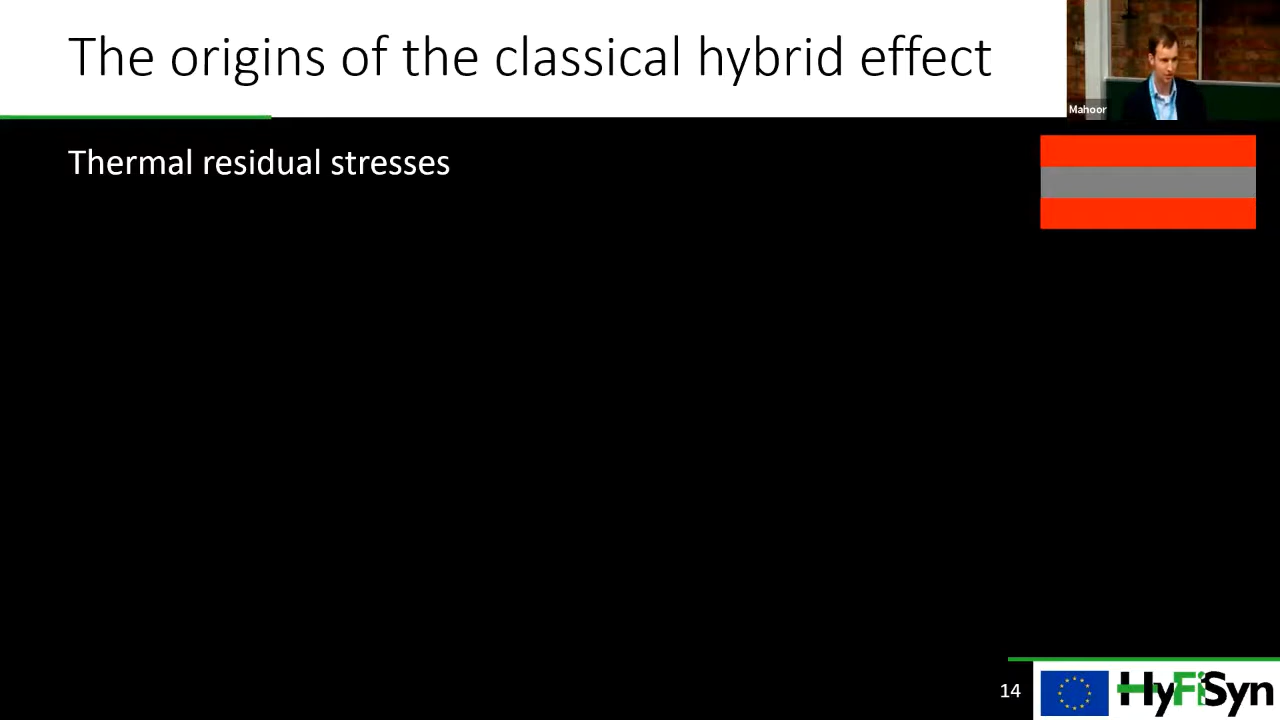 The origins of the classical hybrid effect
Mahoor
Thermal residual stresses
14
HyFiSyn